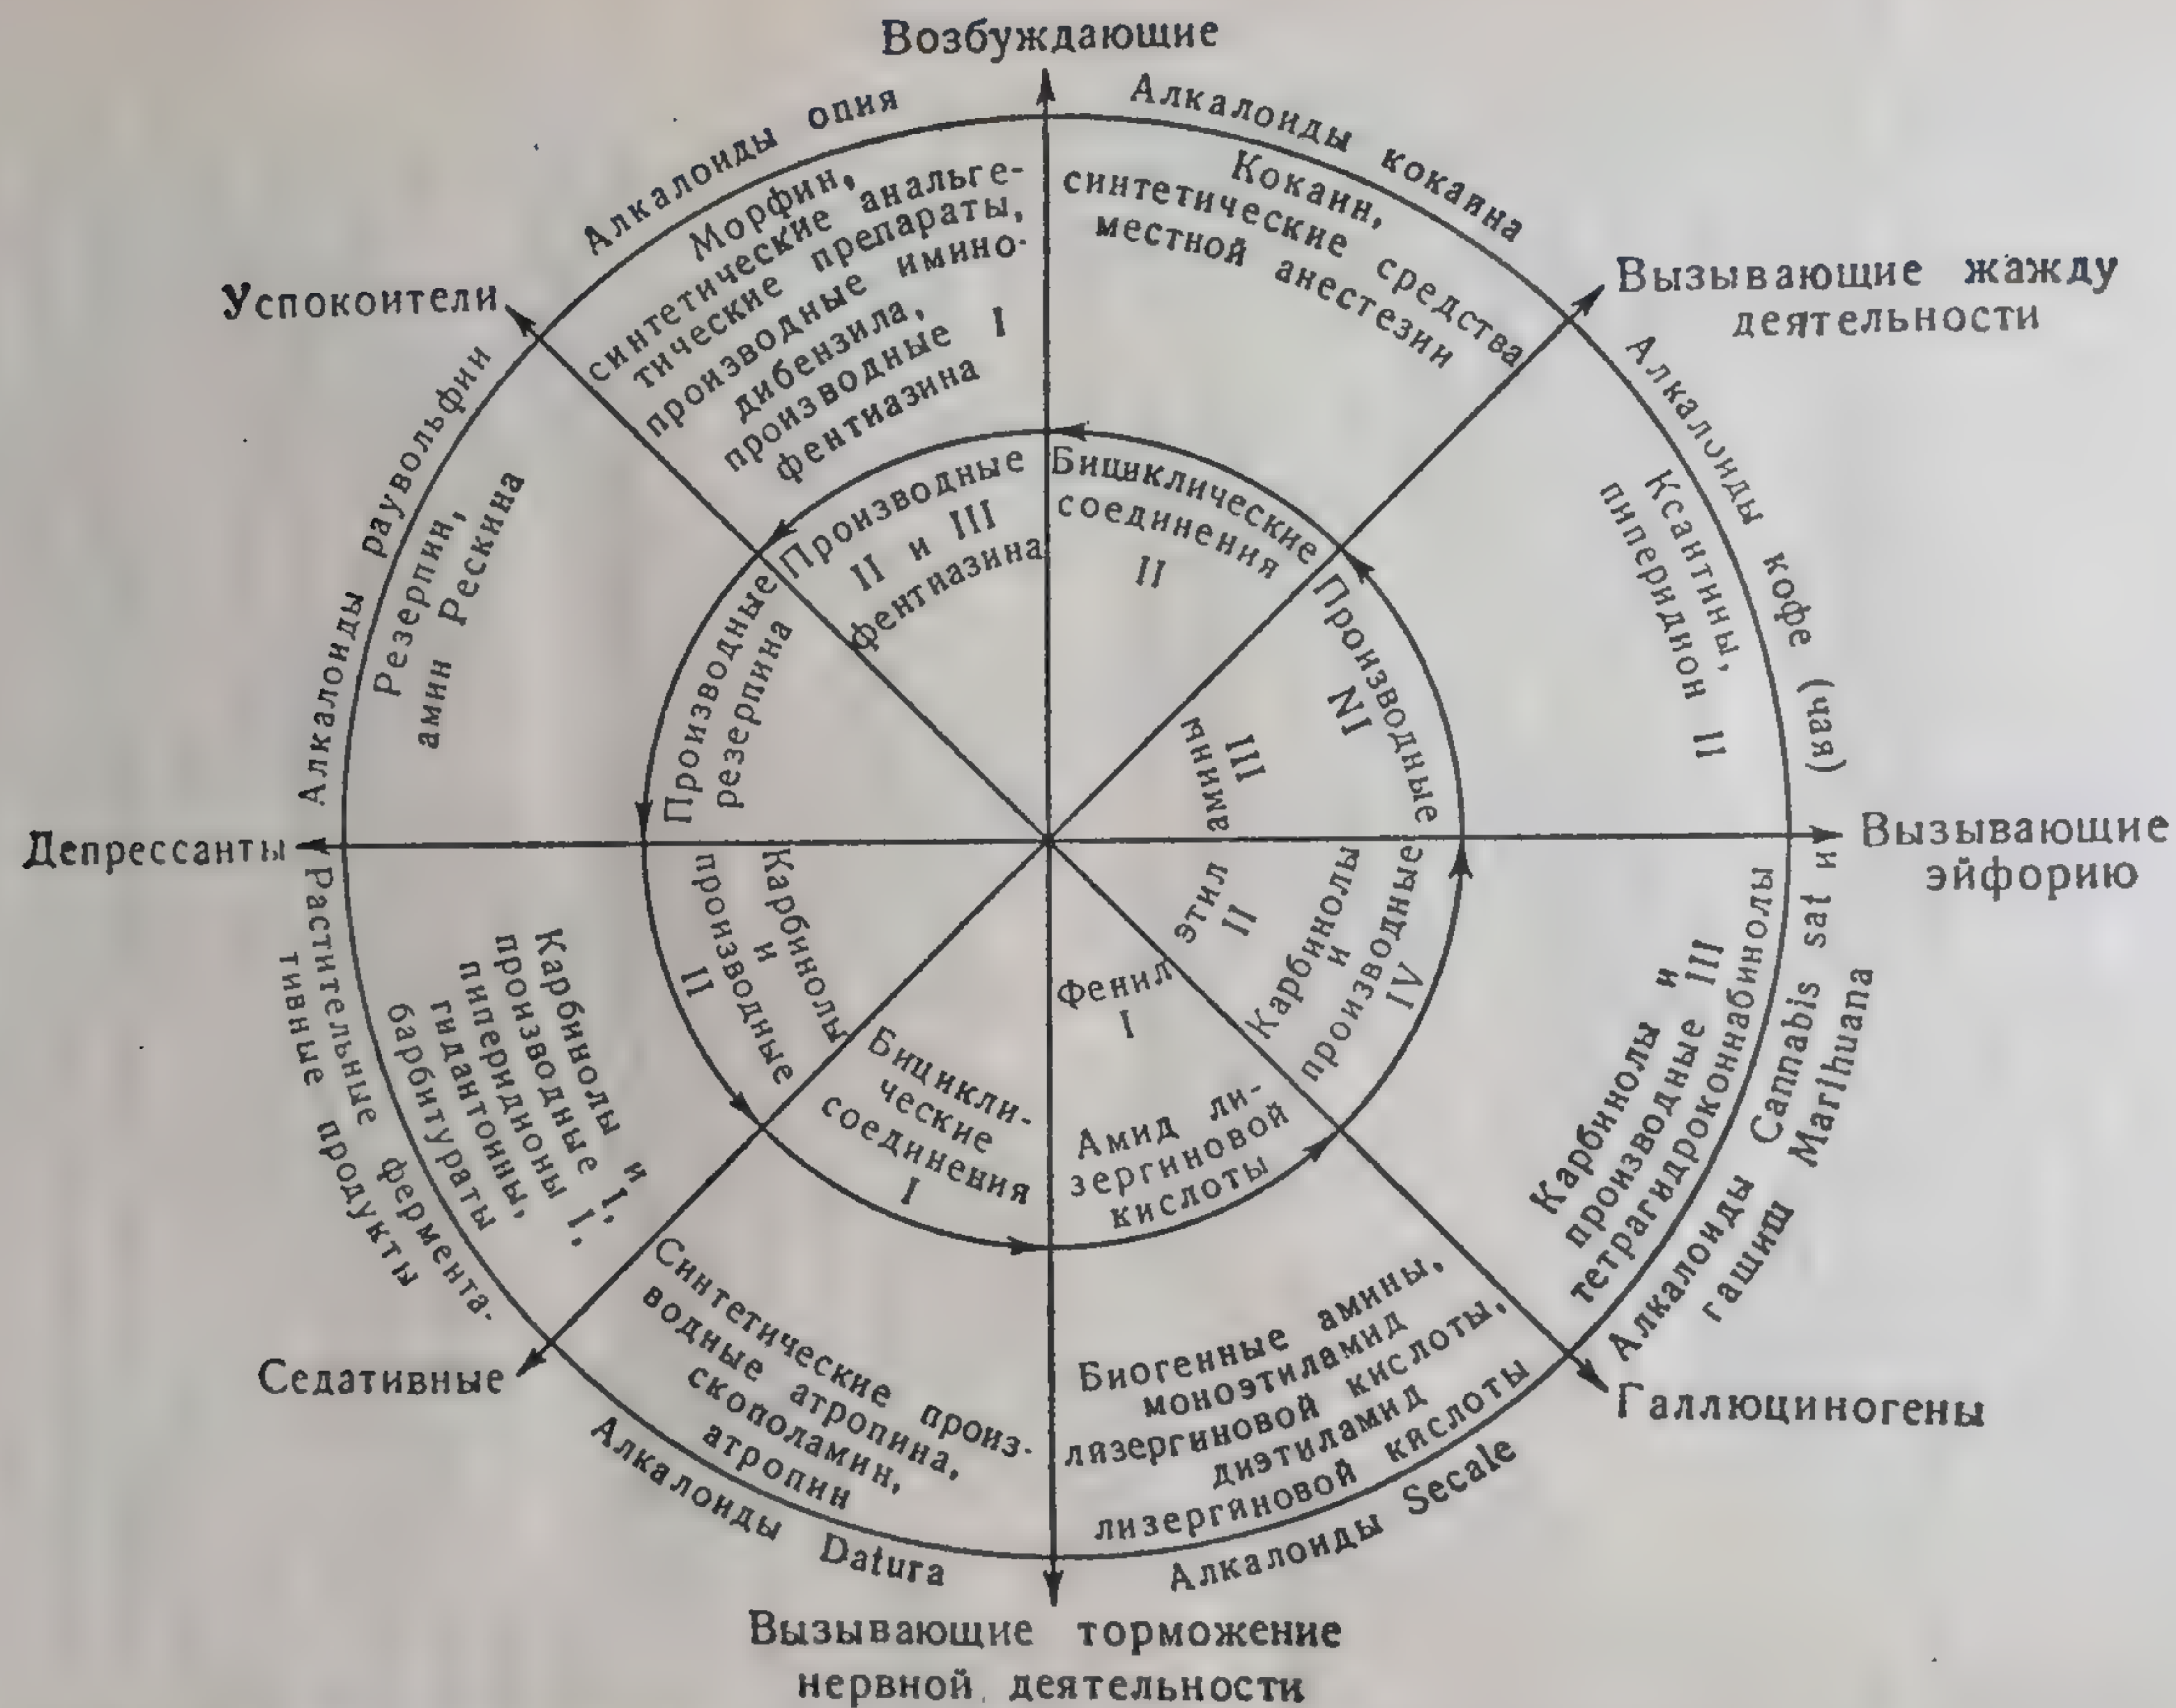 Возбуждающие
Алкалоиды опия
Алкалоиды кокаина
Морфин,
синтетические анальге-
тические препараты,
производные имино-
дибензила,
производные I
фентиазина
Кокаин,
синтетические средства
местной анестезии
Успокоители
Вызывающие жажду
деятельности
Алкалоиды раувольфии
Резерпин,
амин Рескина
Алкалоиды кофе (чая)
Ксантины,
пиперидион II
Производные
II и III
фентиазина
Бициклические
соединения
II
Производные
резерпина
Производные
NI
III
амины
Депрессанты
Вызывающие
эйфорию
Карбинолы
и
производные
II
этил
II
Карбинолы
и
производные
IV
Фенил
I
Растительные фермента-
тивные продукты
Карбинолы и
производные I,
пиперидионы I,
гидантоины,
барбитураты
Бицикли-
ческие
соединения
I
Амид ли-
зергиновой
кислоты
Карбинолы и
производные III
тетрагидроконнабинолы
Алкалоиды Cannabis sat и
гашиш Marihuana
Седативные
Галлюциногены
Синтетические произ-
водные атропина,
скополамин,
атропин
Биогенные амины,
моноэтиламид
лизергиновой кислоты,
диэтиламид
лизергиновой кислоты
Алкалоиды Datura
Алкалоиды Secale
Вызывающие торможение
нервной деятельности